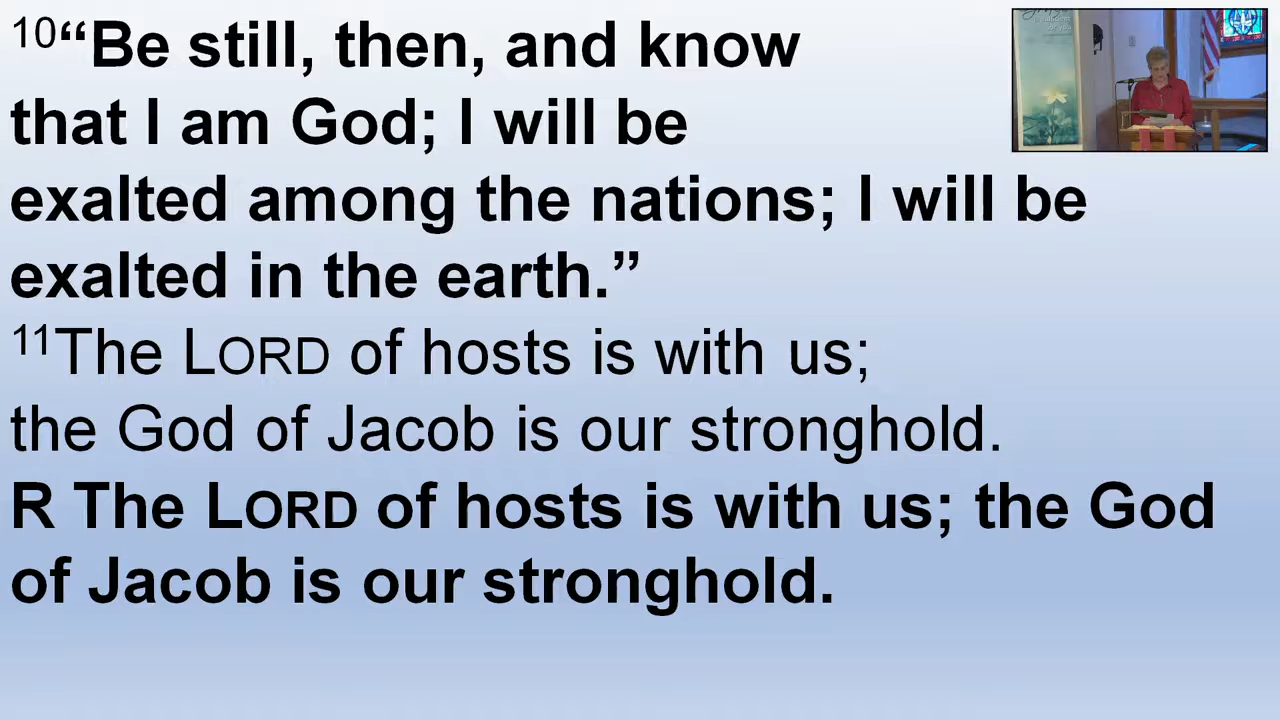 10“Be still, then, and know
that I am God; I will be
exalted among the nations; I will be
exalted in the earth.”
11The LORD of hosts is with us;
the God of Jacob is our stronghold.
R The LORD of hosts is with us; the God
of Jacob is our stronghold.